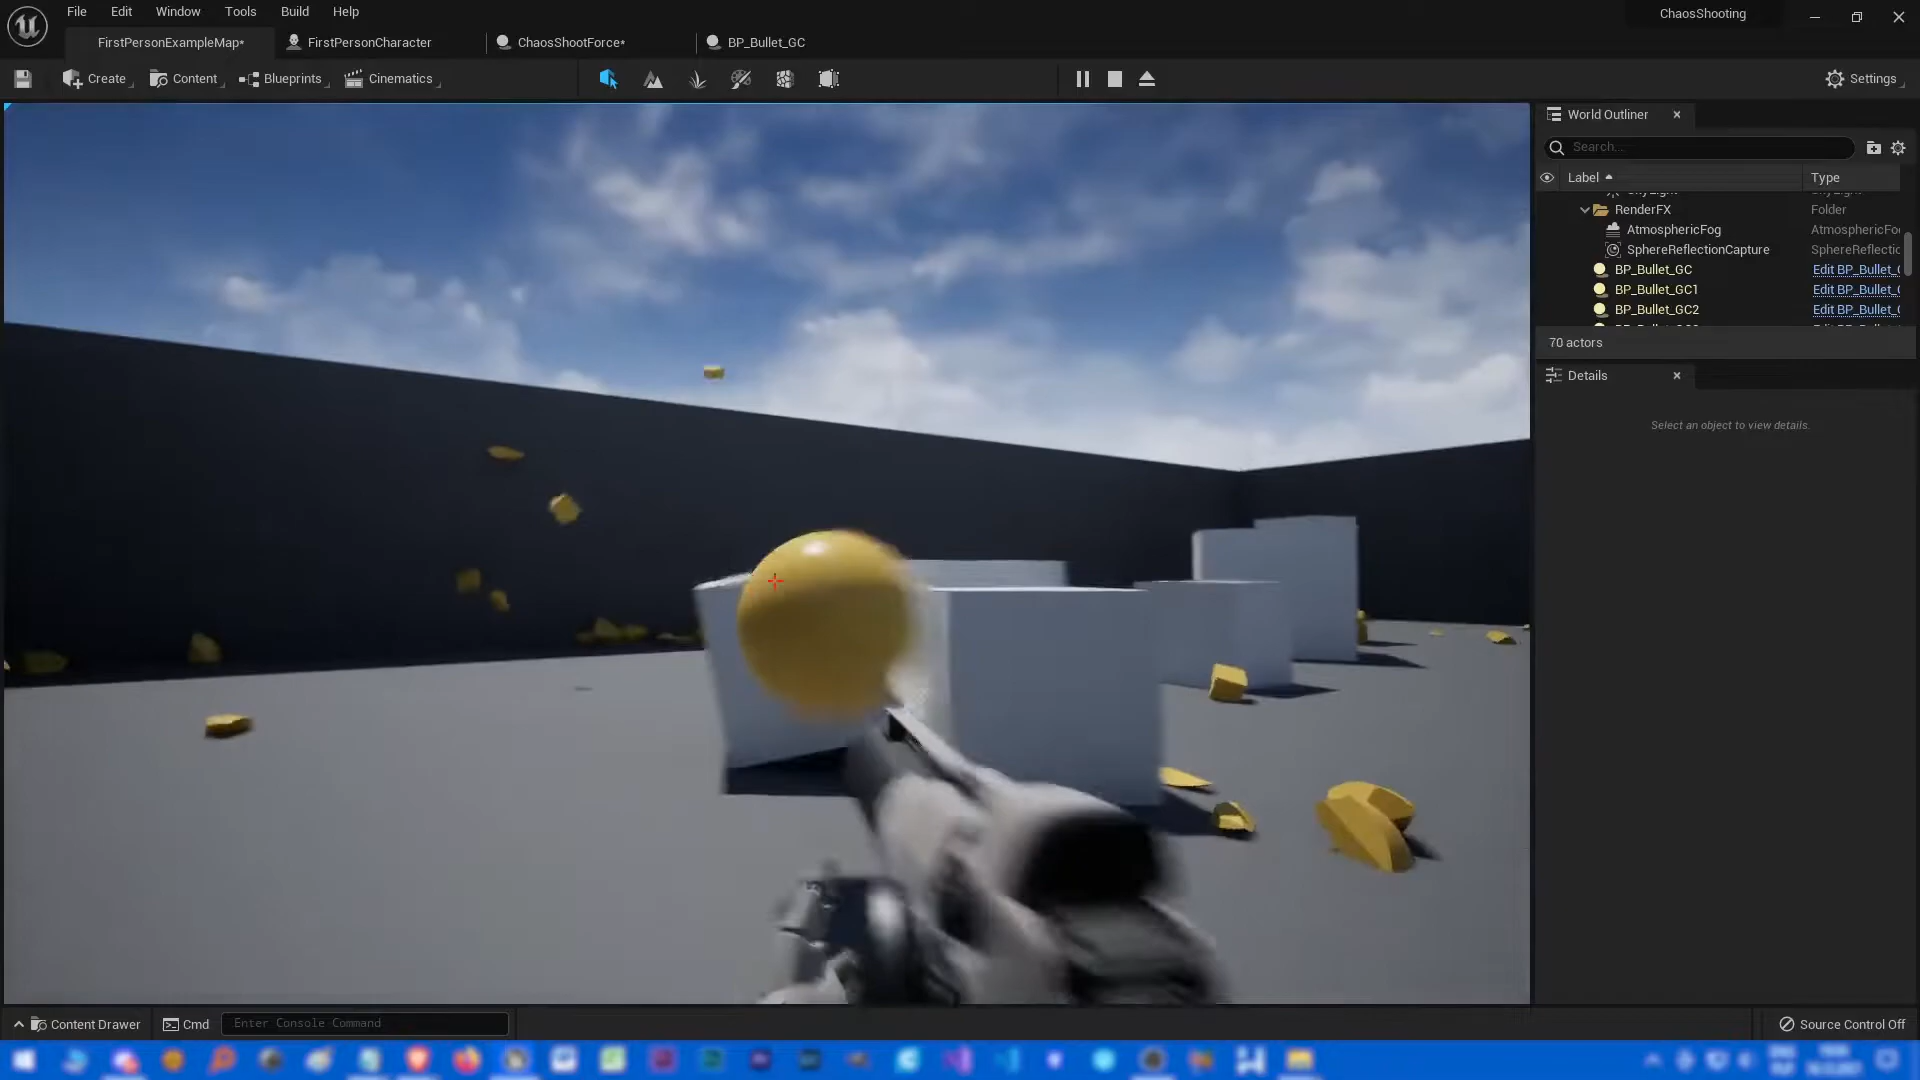 File Edit Window Tools Build Help
ChaosShooting
FirstPersonExampleMap*
FirstPersonCharacter
ChaosShootForce*
BP_Bullet_GC
Create
Content
Blueprints
Cinematics
Settings
World Outliner
Search...
Label
Type
RenderFX
Folder
AtmosphericFog
AtmosphericFo
SphereReflectionCapture
SphereReflectic
BP_Bullet_GC
Edit BP_Bullet_(
BP_Bullet_GC1
Edit BP_Bullet_(
BP_Bullet_GC2
Edit BP_Bullet_(
70 actors
Details
Select an object to view details.
Content Drawer
Cmd
Enter Console Command
Source Control Off